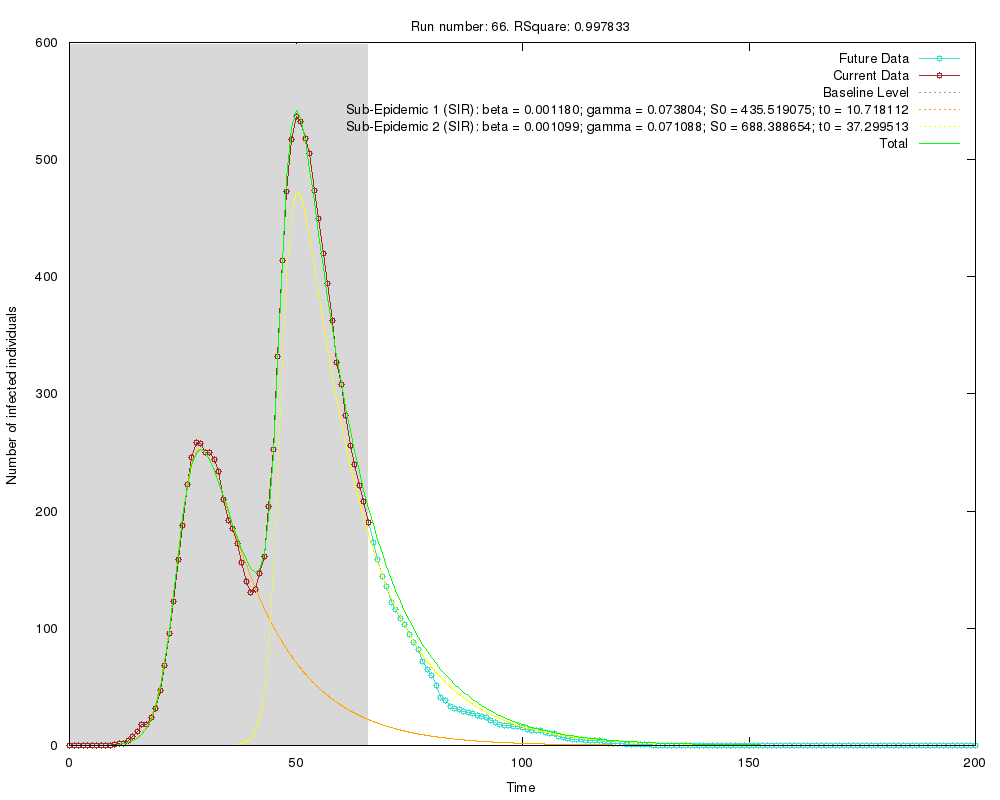 Run number: 66. RSquare: 0.997833
600
500
400
300
200
100
0
Number of infected individuals
Future Data
Current Data
Baseline Level
Sub-Epidemic 1 (SIR): beta = 0.001180; gamma = 0.073804; S0 = 435.519075; t0 = 10.718112
Sub-Epidemic 2 (SIR): beta = 0.001099; gamma = 0.071088; S0 = 688.388654; t0 = 37.299513
Total
0 50 100 150 200
Time